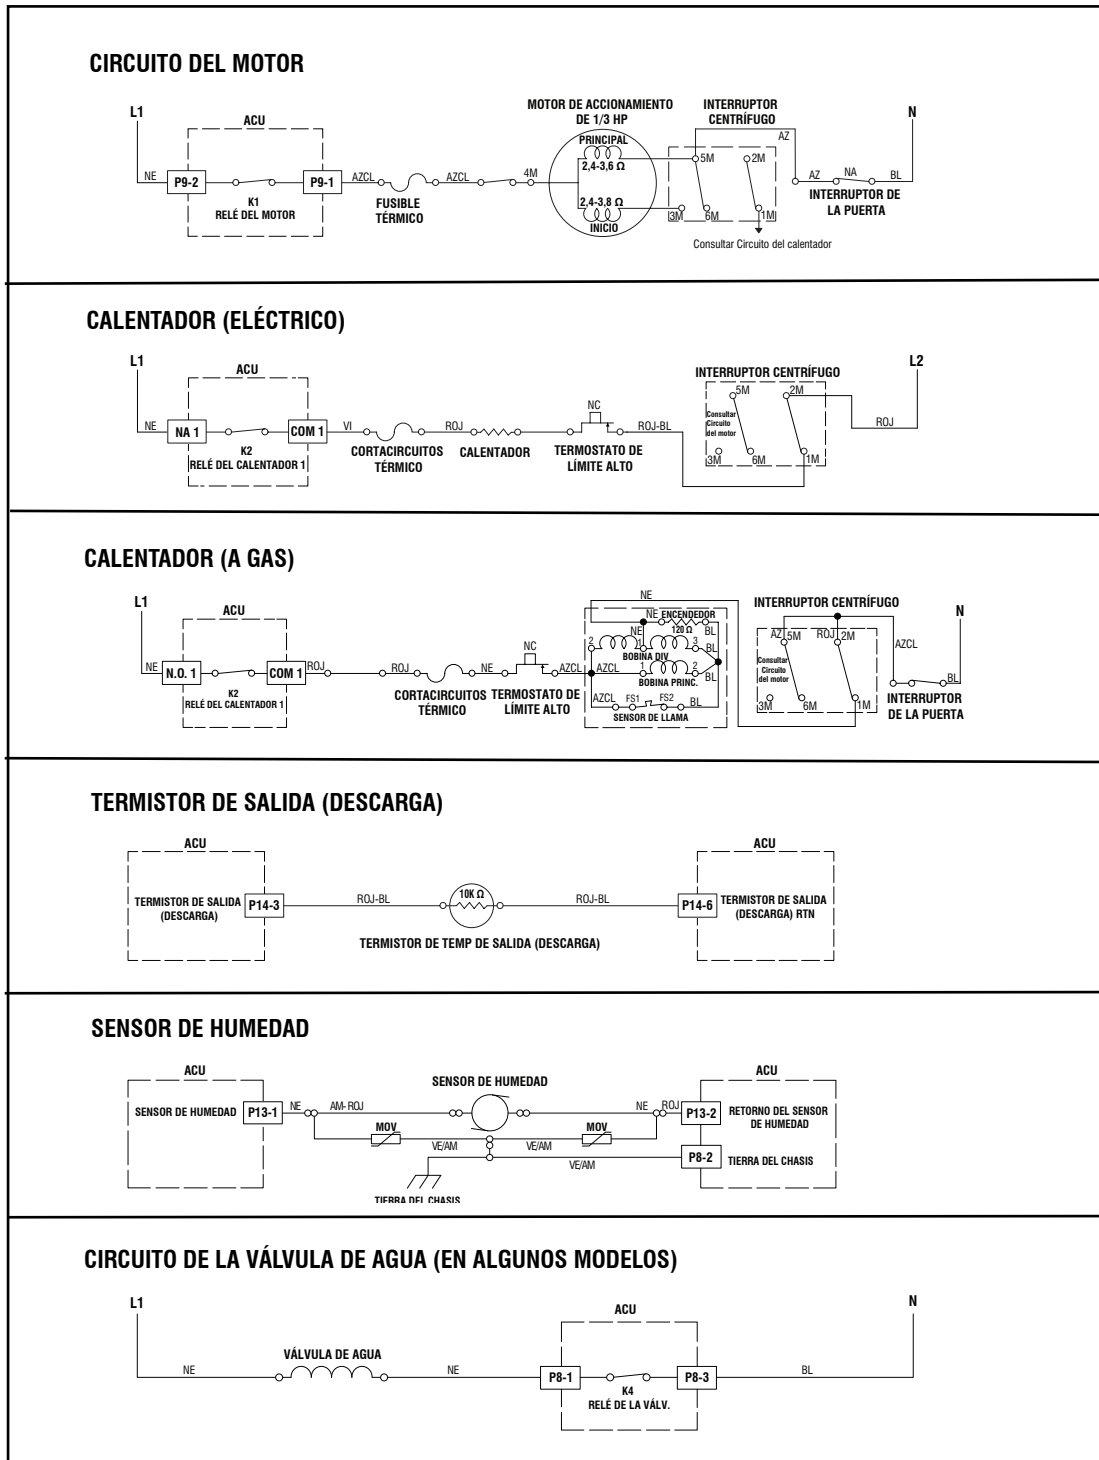 CIRCUITO DEL MOTOR
L1
ACU
MOTOR DE ACCIONAMIENTO
DE 1/3 HP
INTERRUPTOR
CENTRÍFUGO
N
PRINCIPAL
2,4-3,6 Ω
5M
2M
AZ
NE
P9-2
P9-1
AZCL
AZCL
4M
AZ
NA
BL
K1
RELÉ DEL MOTOR
FUSIBLE
TÉRMICO
2,4-3,8 Ω
INICIO
3M
6M
1M
INTERRUPTOR DE
LA PUERTA
Consultar Circuito del calentador
CALENTADOR (ELÉCTRICO)
L1
ACU
INTERRUPTOR CENTRÍFUGO
L2
NE
NA 1
COM 1
VI
ROJ
NC
ROJ-BL
5M
2M
Consultar
Circuito
del motor
3M
6M
1M
ROJ
K2
RELÉ DEL CALENTADOR 1
CORTACIRCUITOS
TÉRMICO
CALENTADOR
TERMOSTATO DE
LÍMITE ALTO
CALENTADOR (A GAS)
L1
ACU
NE
INTERRUPTOR CENTRÍFUGO
N
NE
N.O. 1
COM 1
ROJ
ROJ
NE
NC
AZCL
AZCL
NE
ENCENDEDOR
120 Ω
NE
BL
2
1
3
BOBINA DIV
BL
1
2
BOBINA PRINC.
BL
AZCL
FS1
FS2
BL
SENSOR DE LLAMA
AZ
5M
ROJ
2M
AZCL
Consultar
Circuito
del motor
3M
6M
1M
BL
K2
RELÉ DEL CALENTADOR 1
CORTACIRCUITOS
TÉRMICO
TERMOSTATO DE
LÍMITE ALTO
INTERRUPTOR
DE LA PUERTA
TERMISTOR DE SALIDA (DESCARGA)
ACU
ACU
TERMISTOR DE SALIDA
(DESCARGA)
P14-3
ROJ-BL
10K Ω
ROJ-BL
P14-6
TERMISTOR DE SALIDA
(DESCARGA) RTN
TERMISTOR DE TEMP DE SALIDA (DESCARGA)
SENSOR DE HUMEDAD
ACU
SENSOR DE HUMEDAD
ACU
SENSOR DE HUMEDAD
P13-1
NE
AM-ROJ
NE
ROJ
P13-2
RETORNO DEL SENSOR
DE HUMEDAD
MOV
MOV
VE/AM
VE/AM
VE/AM
P8-2
TIERRA DEL CHASIS
TIERRA DEL CHASIS
CIRCUITO DE LA VÁLVULA DE AGUA (EN ALGUNOS MODELOS)
L1
ACU
N
VÁLVULA DE AGUA
NE
NE
P8-1
P8-3
BL
K4
RELÉ DE LA VÁLV.